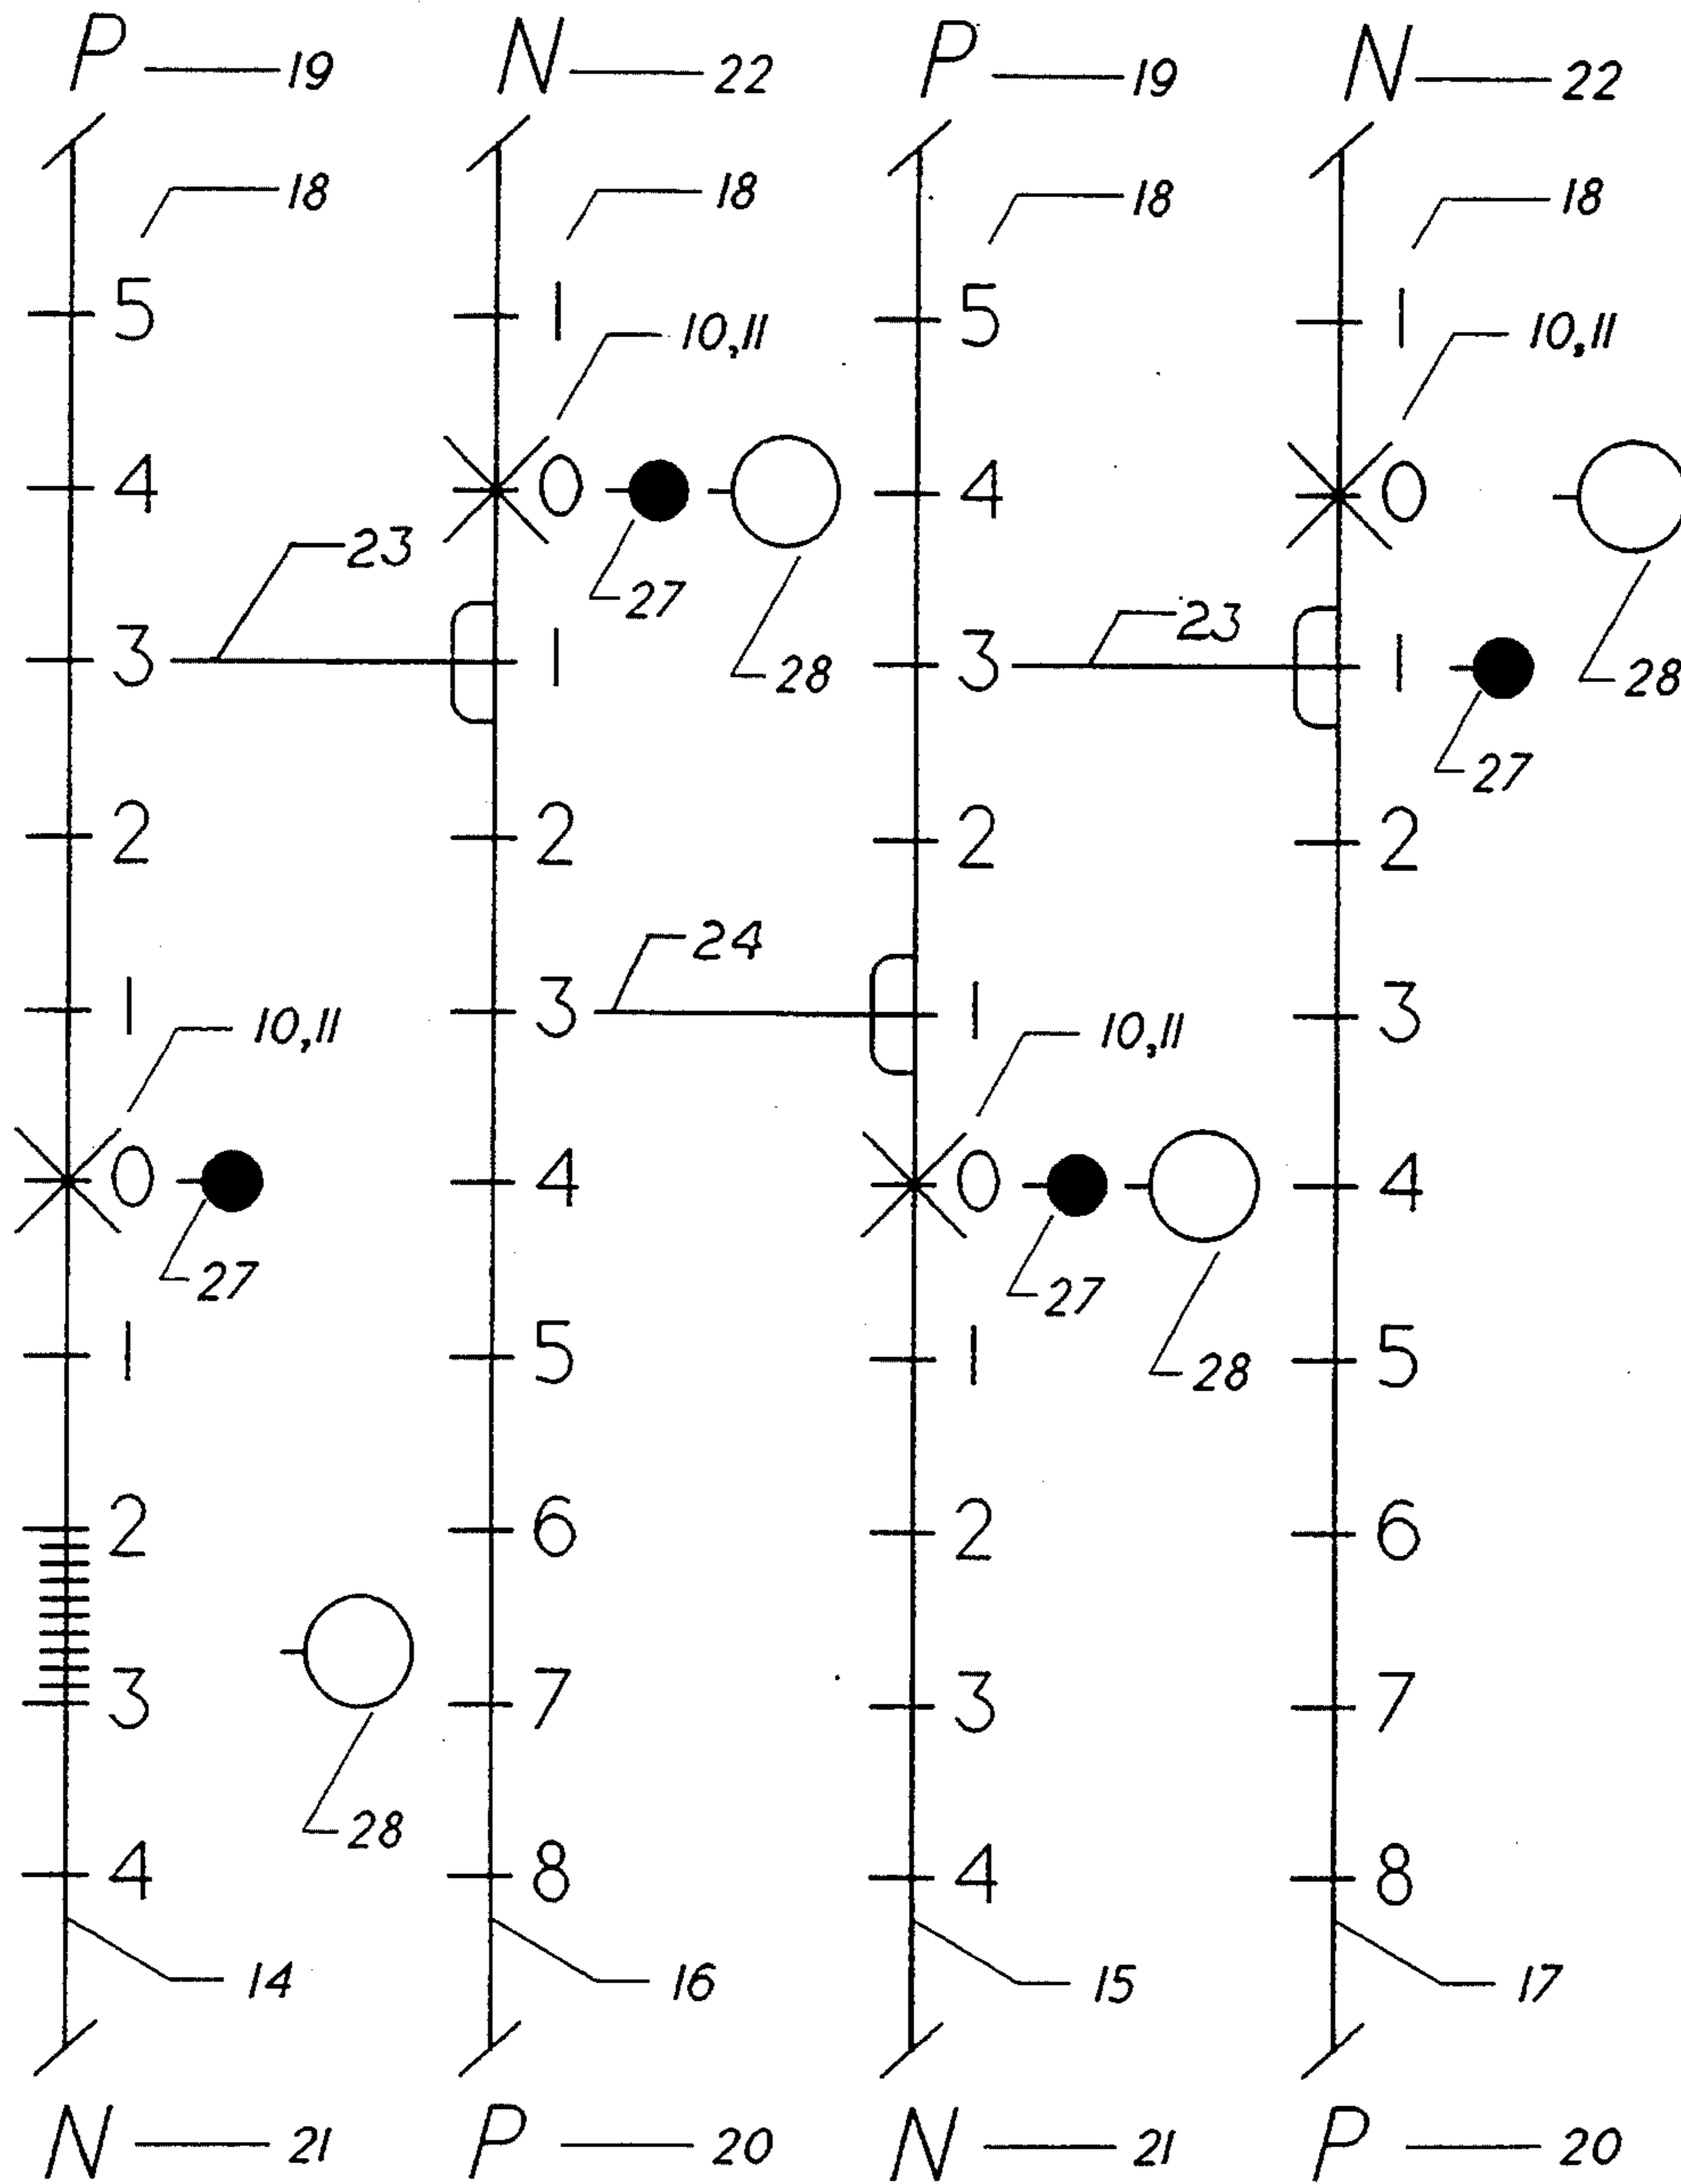 P 19 N 22 P 19 N 22
18 18 18 18
5 1 5 1
10,11 10,11
4 0 4 0
23 27 28
3 1 3 23 1 28
27
2 2 2 2
24
1 3 1 3
10,11 10,11
0 4 0 4
27 27
1 5 1 28 5
2 6 2 6
3 7 3 7
28
4 8 4 8
14 16 15 17
N 21 P 20 N 21 P 20